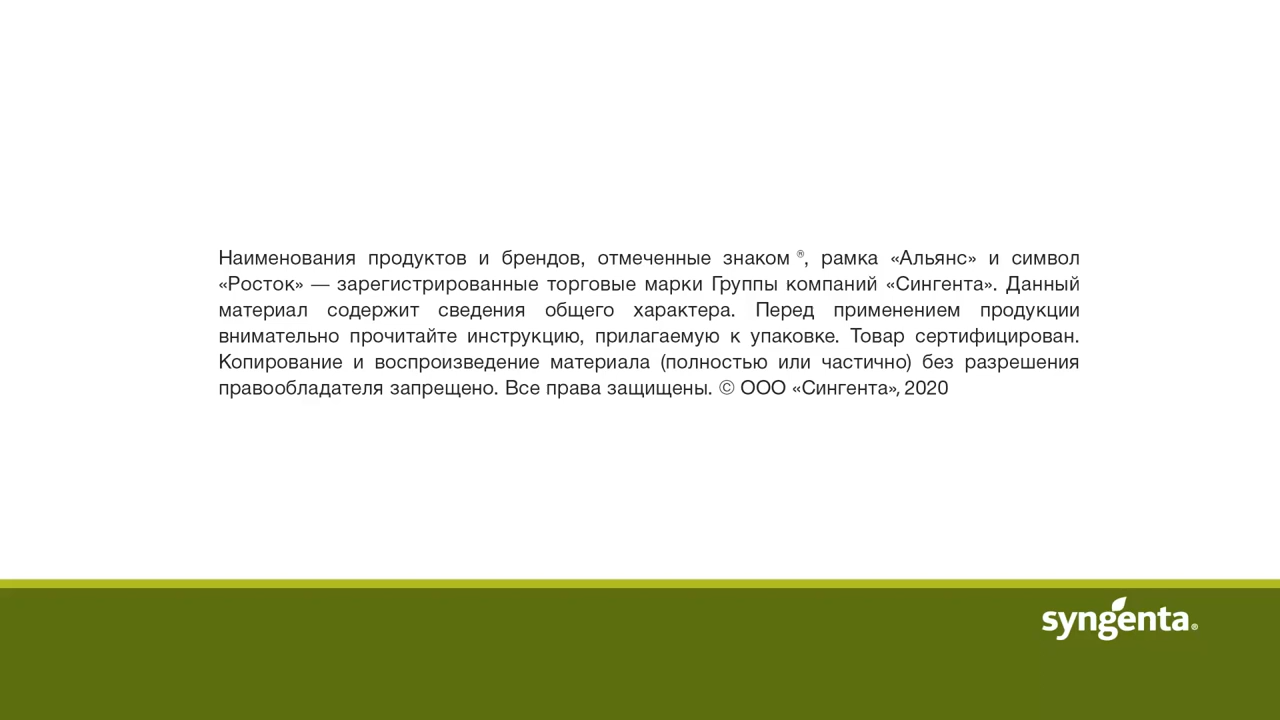 Наименования продуктов и брендов, отмеченные знаком ®, рамка «Альянс» и символ
«Росток» — зарегистрированные торговые марки Группы компаний «Сингента». Данный
материал содержит сведения общего характера. Перед применением продукции
внимательно прочитайте инструкцию, прилагаемую к упаковке. Товар сертифицирован.
Копирование и воспроизведение материала (полностью или частично) без разрешения
правообладателя запрещено. Все права защищены. © ООО «Сингента», 2020
syngenta®